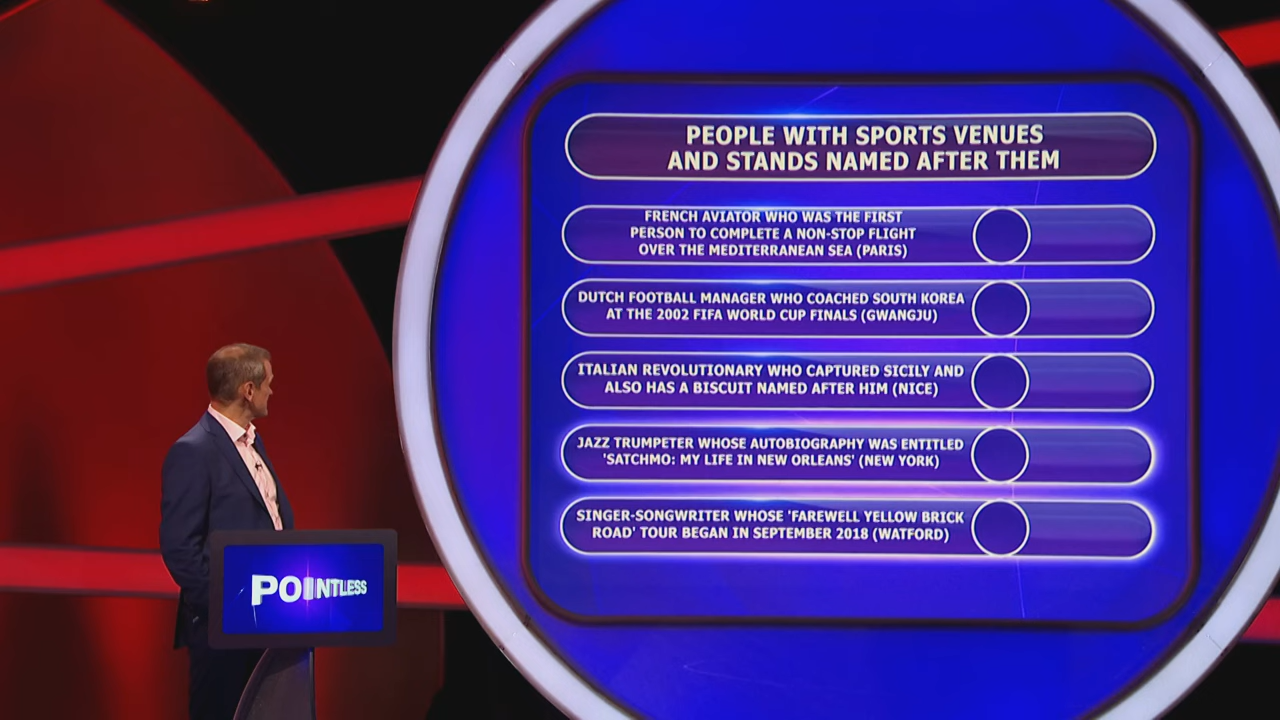 PEOPLE WITH SPORTS VENUES
AND STANDS NAMED AFTER THEM
FRENCH AVIATOR WHO WAS THE FIRST
PERSON TO COMPLETE A NON-STOP FLIGHT
OVER THE MEDITERRANEAN SEA (PARIS)
DUTCH FOOTBALL MANAGER WHO COACHED SOUTH KOREA
AT THE 2002 FIFA WORLD CUP FINALS (GWANGJU)
ITALIAN REVOLUTIONARY WHO CAPTURED SICILY AND
ALSO HAS A BISCUIT NAMED AFTER HIM (NICE)
JAZZ TRUMPETER WHOSE AUTOBIOGRAPHY WAS ENTITLED
'SATCHMO: MY LIFE IN NEW ORLEANS' (NEW YORK)
SINGER-SONGWRITER WHOSE 'FAREWELL YELLOW BRICK
ROAD' TOUR BEGAN IN SEPTEMBER 2018 (WATFORD)
POINTLESS